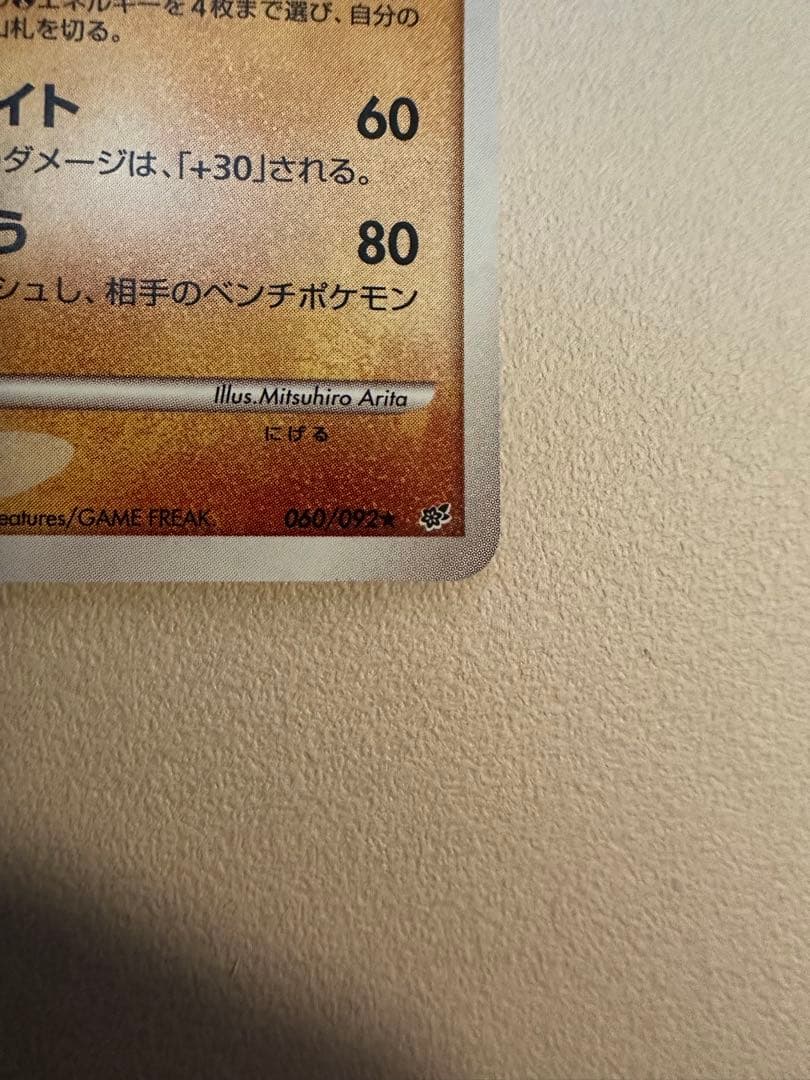 エネルギーを4枚まで選び、自分の
山札を切る。
イト 60
ダメージは、「+30」される。
う 80
シュし、相手のベンチポケモン
Illus.Mitsuhiro Arita
にげる
eatures/GAME FREAK. 060/092★